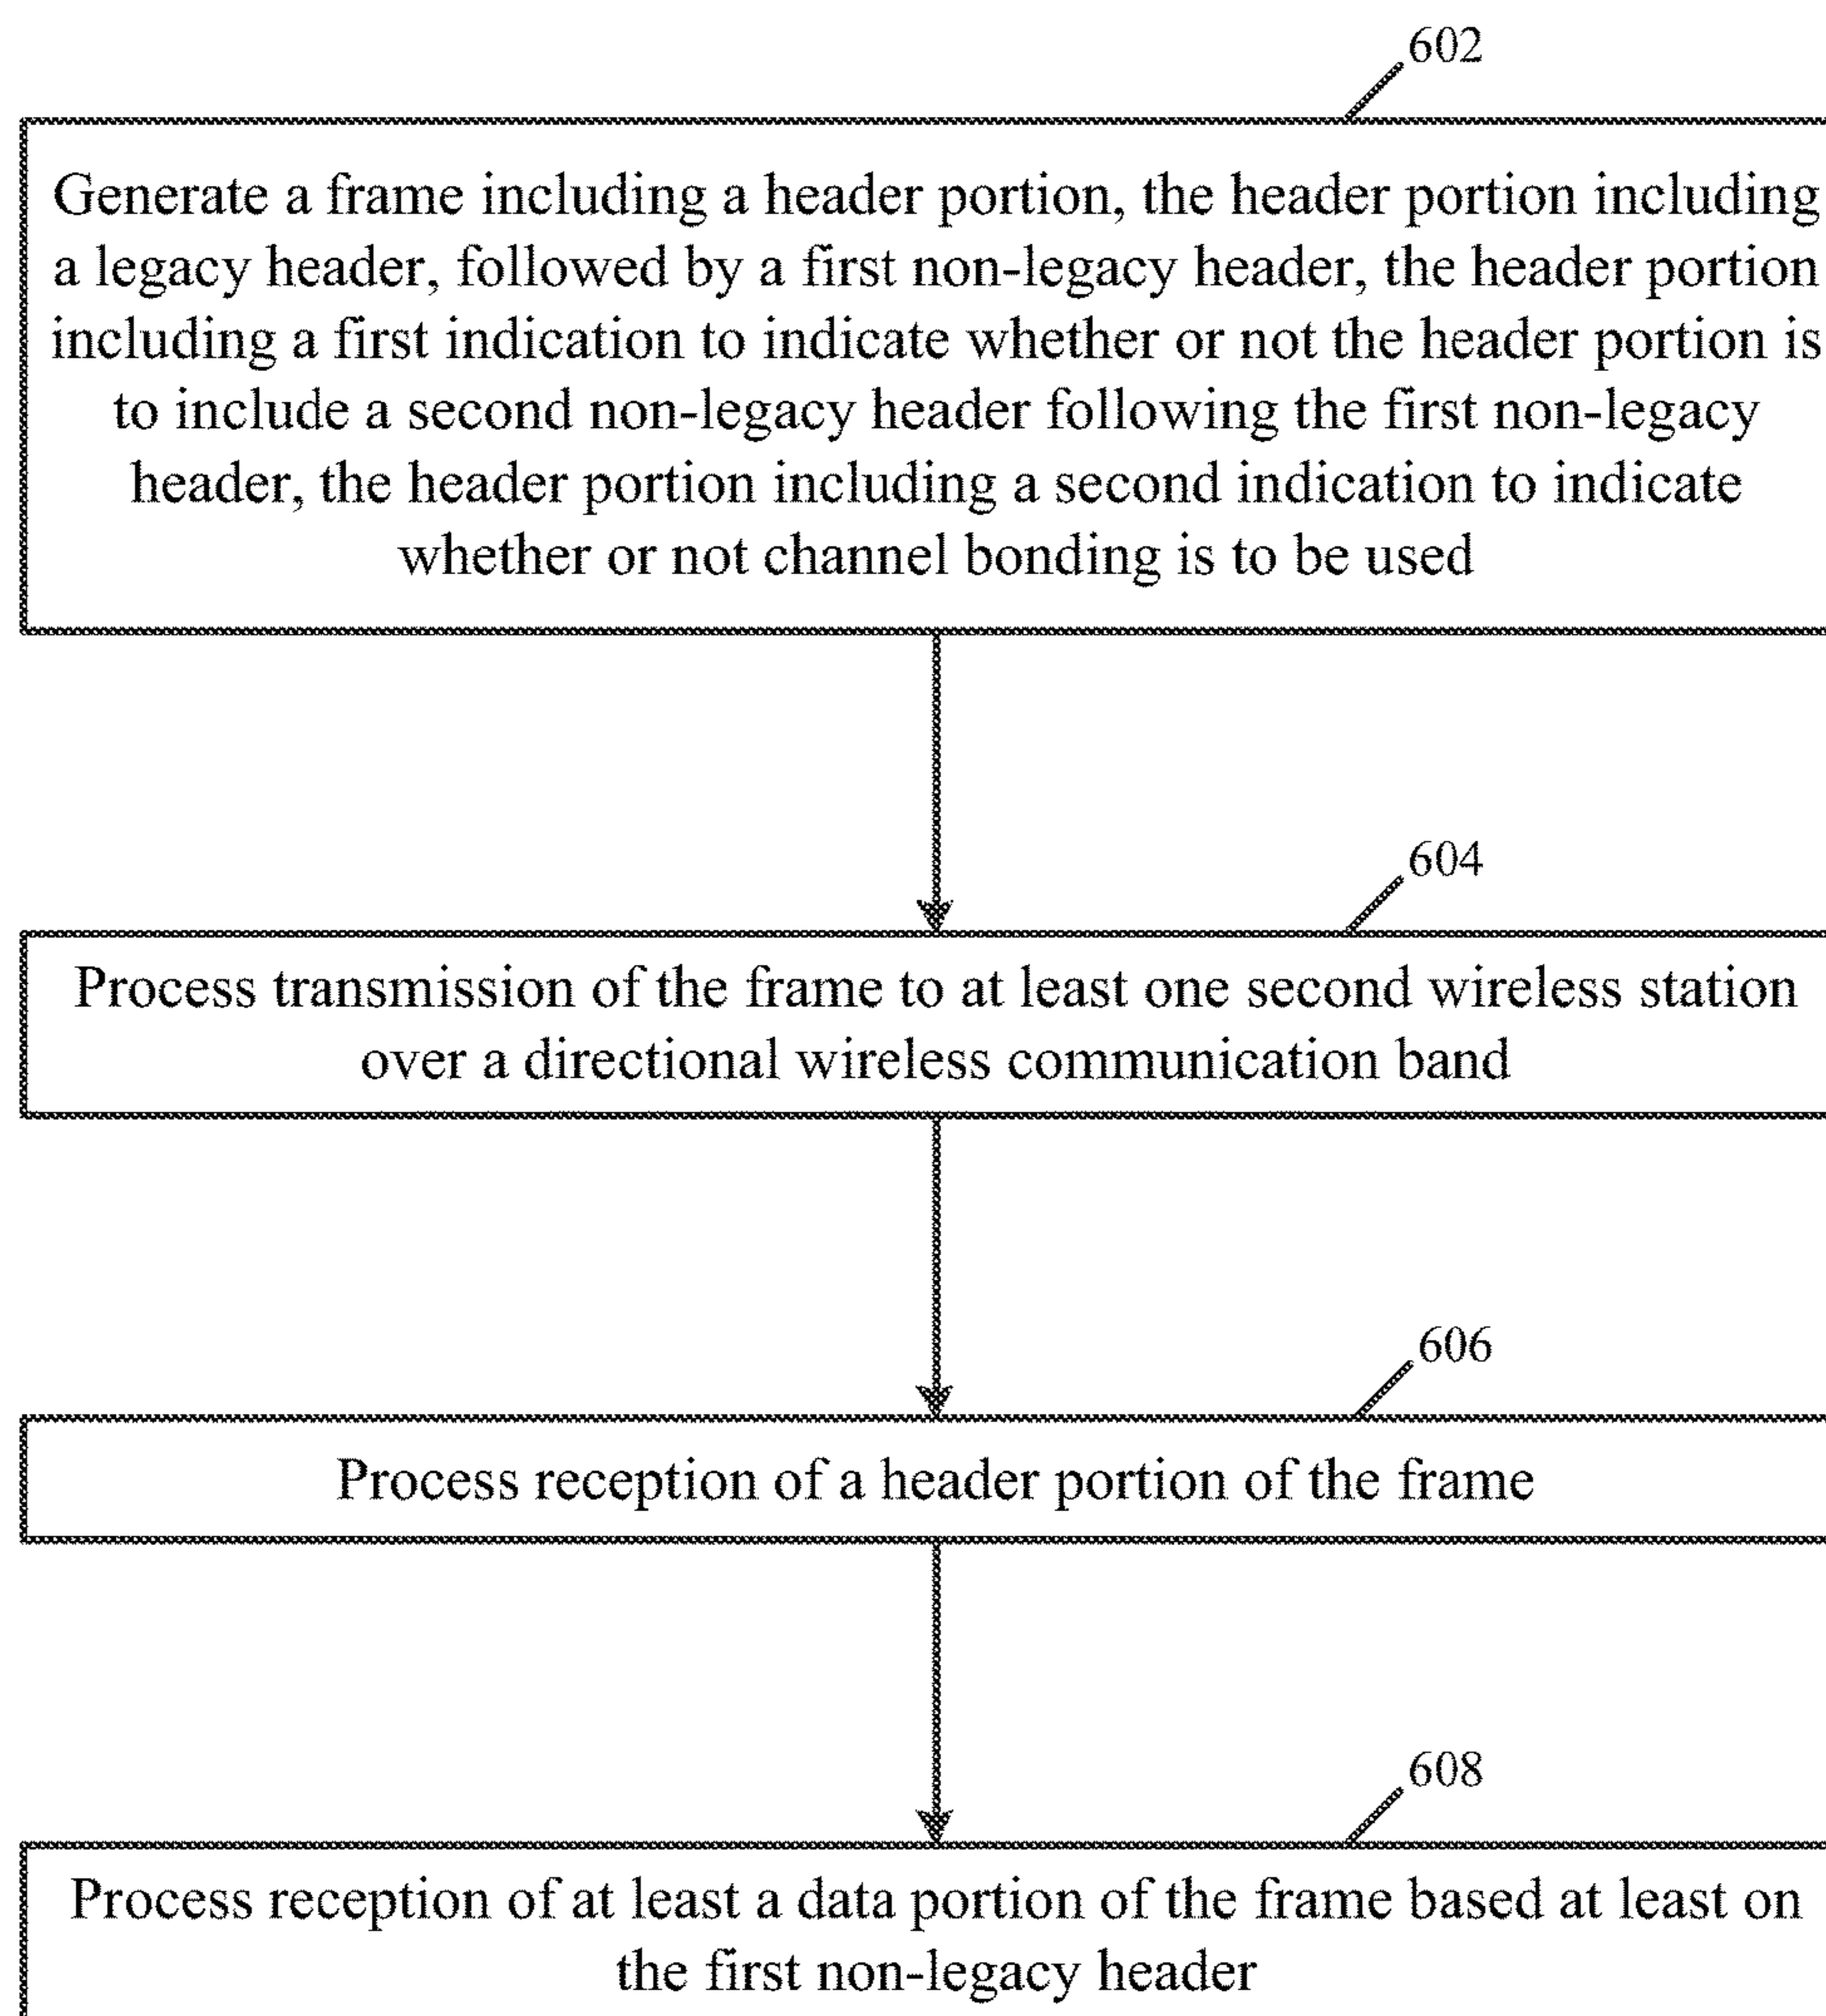 602
Generate a frame including a header portion, the header portion including
a legacy header, followed by a first non-legacy header, the header portion
including a first indication to indicate whether or not the header portion is
to include a second non-legacy header following the first non-legacy
header, the header portion including a second indication to indicate
whether or not channel bonding is to be used
604
Process transmission of the frame to at least one second wireless station
over a directional wireless communication band
606
Process reception of a header portion of the frame
608
Process reception of at least a data portion of the frame based at least on
the first non-legacy header